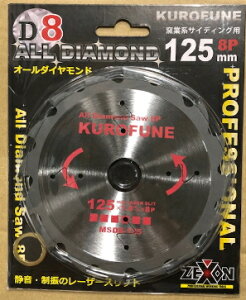 D8
KUROFUNE
窯業系サイディング用
ALL DIAMOND
オールダイヤモンド
125mm
8P
All Diamond Saw 8P
KUROFUNE
125
8P
PROFESSIONAL
All Diamond Saw 8P
静音・制振のレーザースリット
ZEXON